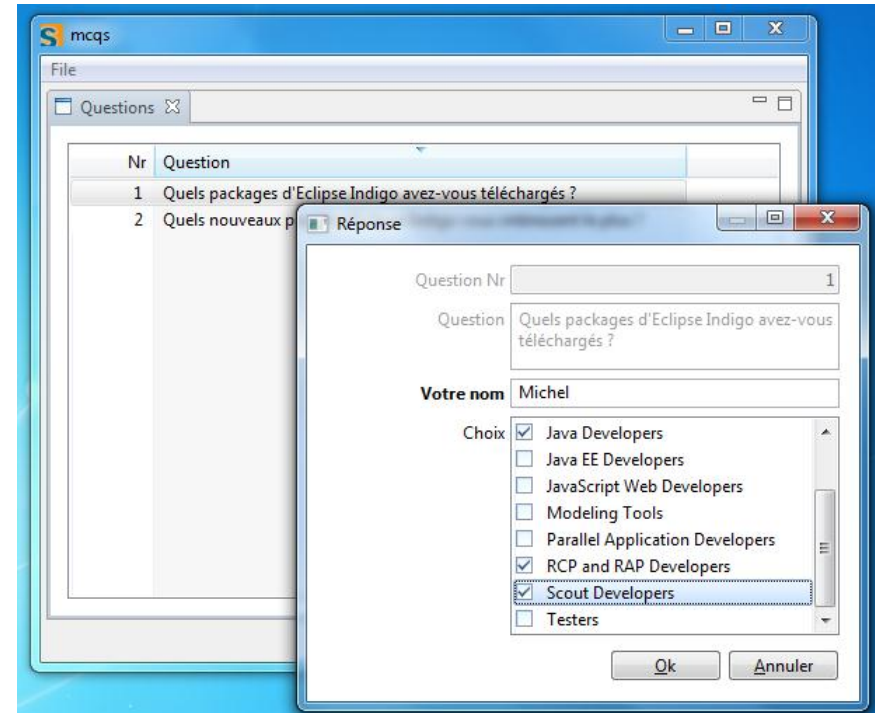 mcqs
File
Questions
Nr Question
1 Quels packages d'Eclipse Indigo avez-vous téléchargés ?
2 Quels nouveaux p
Réponse
Question Nr 1
Question Quels packages d'Eclipse Indigo avez-vous
téléchargés ?
Votre nom Michel
Choix Java Developers
Java EE Developers
JavaScript Web Developers
Modeling Tools
Parallel Application Developers
RCP and RAP Developers
Scout Developers
Testers
Ok Annuler